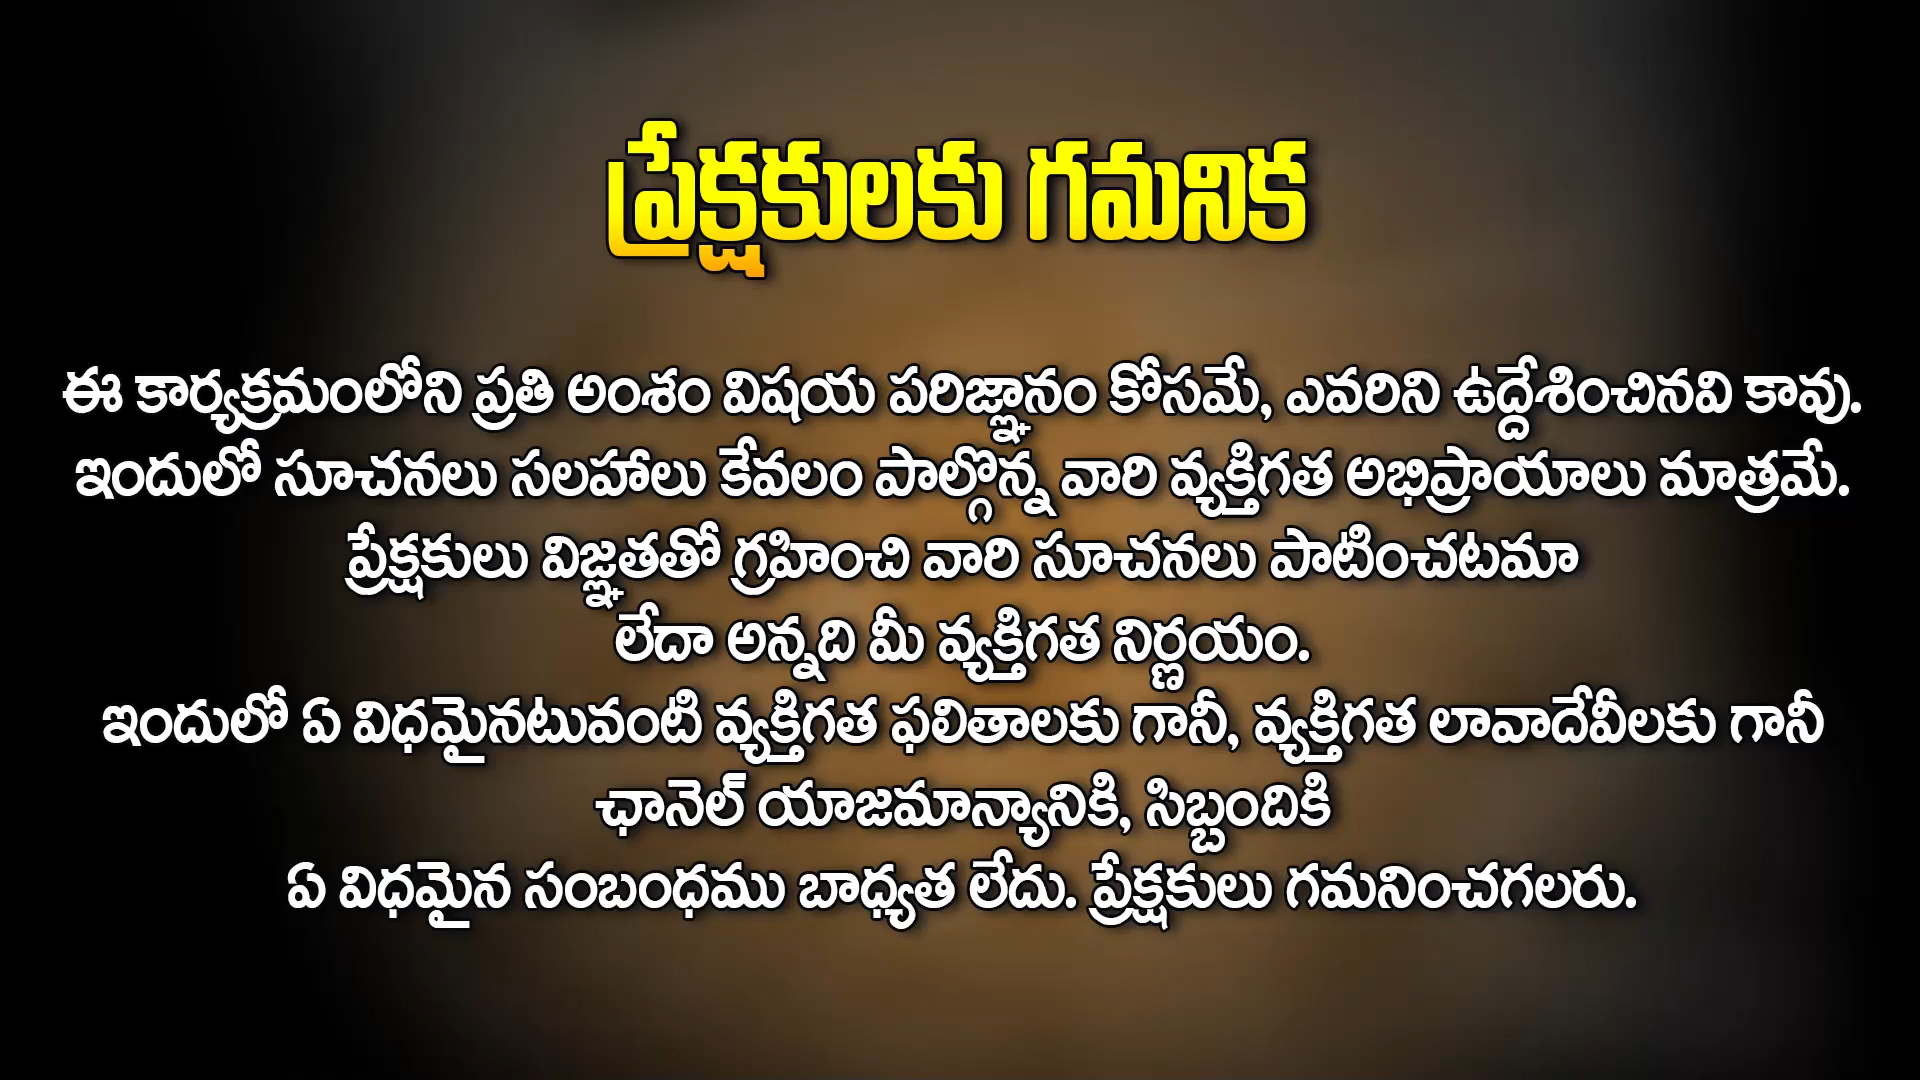 ప్రేక్షకులకు గమనిక
ఈ కార్యక్రమంలోని ప్రతి అంశం విషయ పరిజ్ఞానం కోసమే, ఎవరిని ఉద్దేశించినవి కావు.
ఇందులో సూచనలు సలహాలు కేవలం పాల్గొన్న వారి వ్యక్తిగత అభిప్రాయాలు మాత్రమే.
ప్రేక్షకులు విజ్ఞతతో గ్రహించి వారి సూచనలు పాటించటమా
లేదా అన్నది మీ వ్యక్తిగత నిర్ణయం.
ఇందులో ఏ విధమైనటువంటి వ్యక్తిగత ఫలితాలకు గానీ, వ్యక్తిగత లావాదేవీలకు గానీ
ఛానెల్ యాజమాన్యానికి, సిబ్బందికి
ఏ విధమైన సంబంధము బాధ్యత లేదు. ప్రేక్షకులు గమనించగలరు.